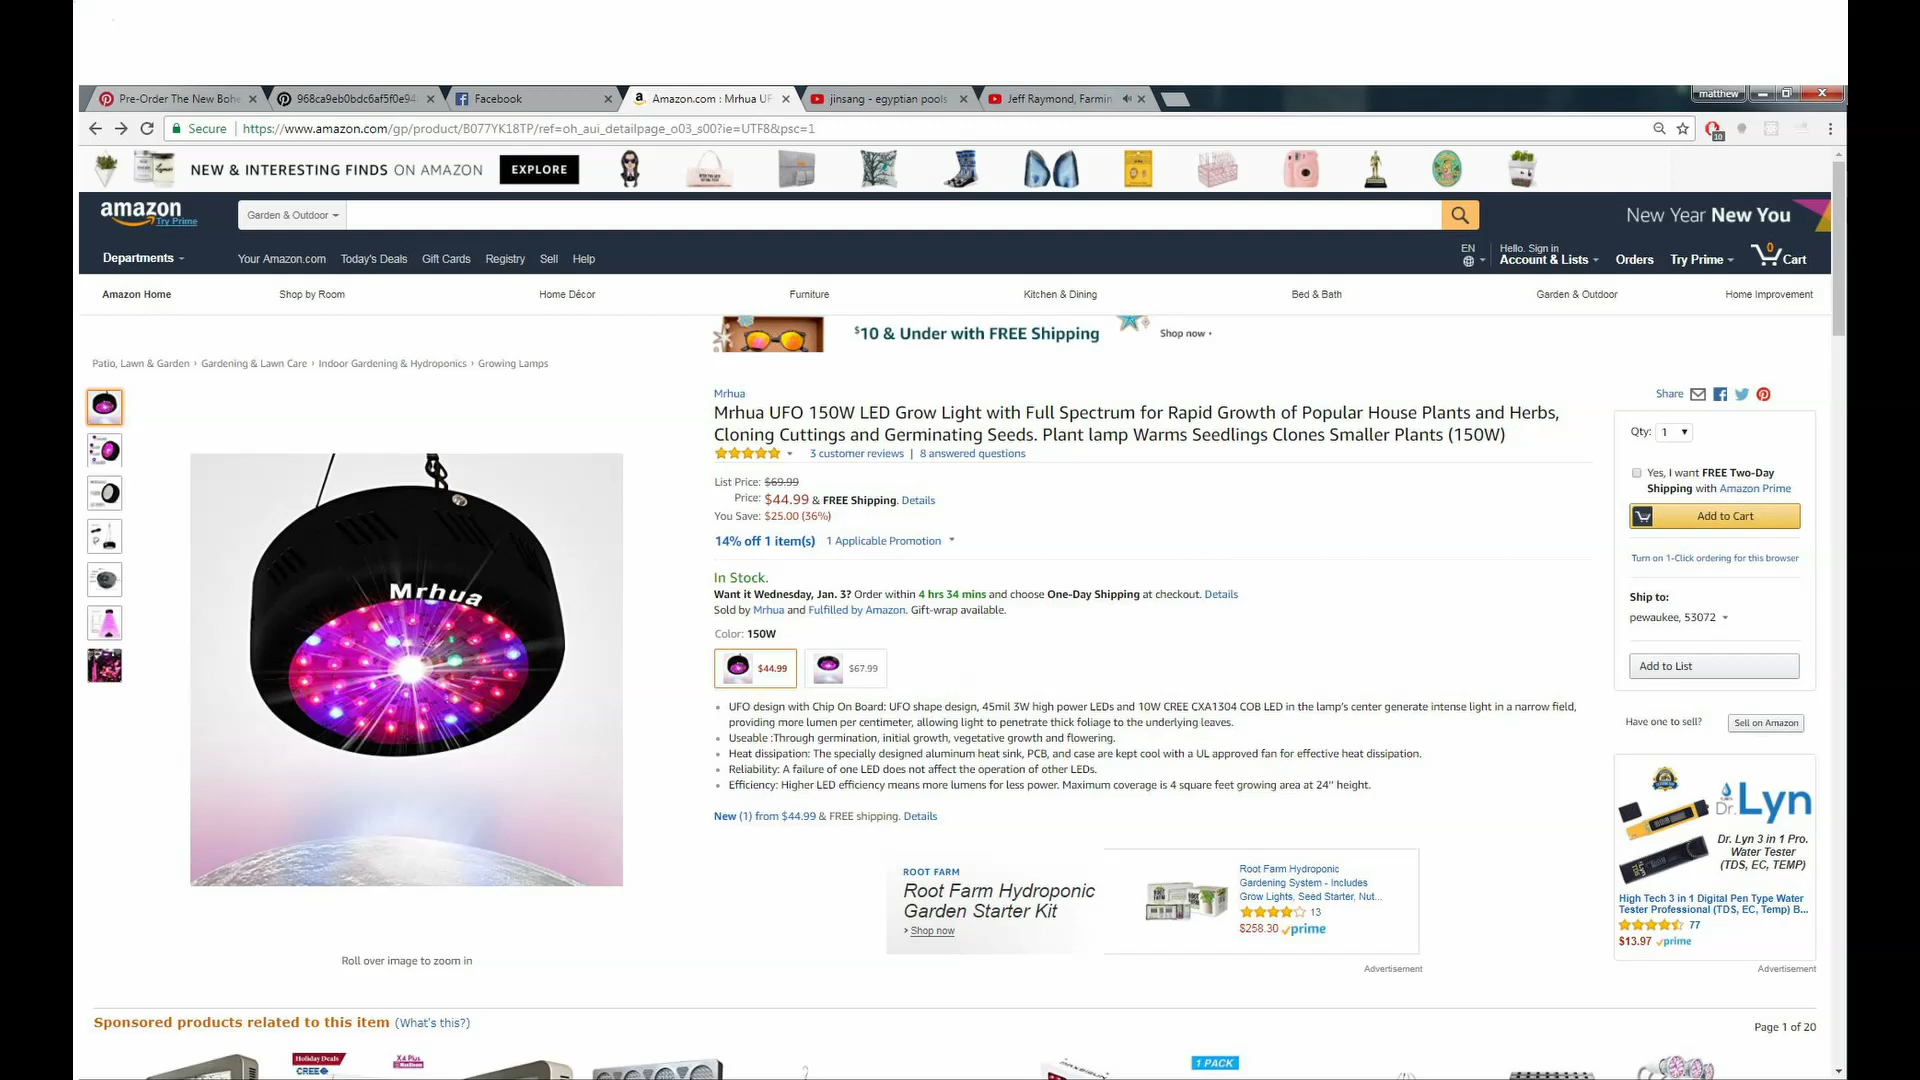 Pre-Order The New Bohe
968ca9eb0bdc6af5f0e94
Facebook
Amazon.com : Mrhua UF
jinsang - egyptian pools
Jeff Raymond, Farmin
matthew
Secure
https://www.amazon.com/gp/product/B077YK18TP/ref=oh_aui_detailpage_o03_s00?ie=UTF8&psc=1
10
NEW & INTERESTING FINDS ON AMAZON
EXPLORE
amazon
Try Prime
Garden & Outdoor
New Year New You
Departments
Your Amazon.com
Today's Deals
Gift Cards
Registry
Sell
Help
EN
Hello. Sign in
Account & Lists
Orders
Try Prime
0
Cart
Amazon Home
Shop by Room
Home Décor
Furniture
Kitchen & Dining
Bed & Bath
Garden & Outdoor
Home Improvement
$10 & Under with FREE Shipping
Shop now ›
Patio, Lawn & Garden › Gardening & Lawn Care › Indoor Gardening & Hydroponics › Growing Lamps
Mrhua
Mrhua
Mrhua UFO 150W LED Grow Light with Full Spectrum for Rapid Growth of Popular House Plants and Herbs,
Cloning Cuttings and Germinating Seeds. Plant lamp Warms Seedlings Clones Smaller Plants (150W)
3 customer reviews | 8 answered questions
List Price: $69.99
Price: $44.99 & FREE Shipping. Details
You Save: $25.00 (36%)
14% off 1 item(s) 1 Applicable Promotion
In Stock.
Want it Wednesday, Jan. 3? Order within 4 hrs 34 mins and choose One-Day Shipping at checkout. Details
Sold by Mrhua and Fulfilled by Amazon. Gift-wrap available.
Color: 150W
$44.99
$67.99
UFO design with Chip On Board: UFO shape design, 45mil 3W high power LEDs and 10W CREE CXA1304 COB LED in the lamp's center generate intense light in a narrow field,
providing more lumen per centimeter, allowing light to penetrate thick foliage to the underlying leaves.
Useable :Through germination, initial growth, vegetative growth and flowering.
Heat dissipation: The specially designed aluminum heat sink, PCB, and case are kept cool with a UL approved fan for effective heat dissipation.
Reliability: A failure of one LED does not affect the operation of other LEDs.
Efficiency: Higher LED efficiency means more lumens for less power. Maximum coverage is 4 square feet growing area at 24'' height.
New (1) from $44.99 & FREE shipping. Details
ROOT FARM
Root Farm Hydroponic
Garden Starter Kit
› Shop now
Root Farm Hydroponic
Gardening System - Includes
Grow Lights, Seed Starter, Nut...
13
$258.30 prime
Advertisement
Share
Qty: 1
Yes, I want FREE Two-Day
Shipping with Amazon Prime
Add to Cart
Turn on 1-Click ordering for this browser
Ship to:
pewaukee, 53072
Add to List
Have one to sell?
Sell on Amazon
Dr. Lyn
Dr. Lyn 3 in 1 Pro.
Water Tester
(TDS, EC, TEMP)
High Tech 3 in 1 Digital Pen Type Water
Tester Professional (TDS, EC, Temp) B...
77
$13.97 prime
Advertisement
Roll over image to zoom in
Sponsored products related to this item (What's this?)
Page 1 of 20
Holiday Deals
CREE
X4 Plus
1 PACK